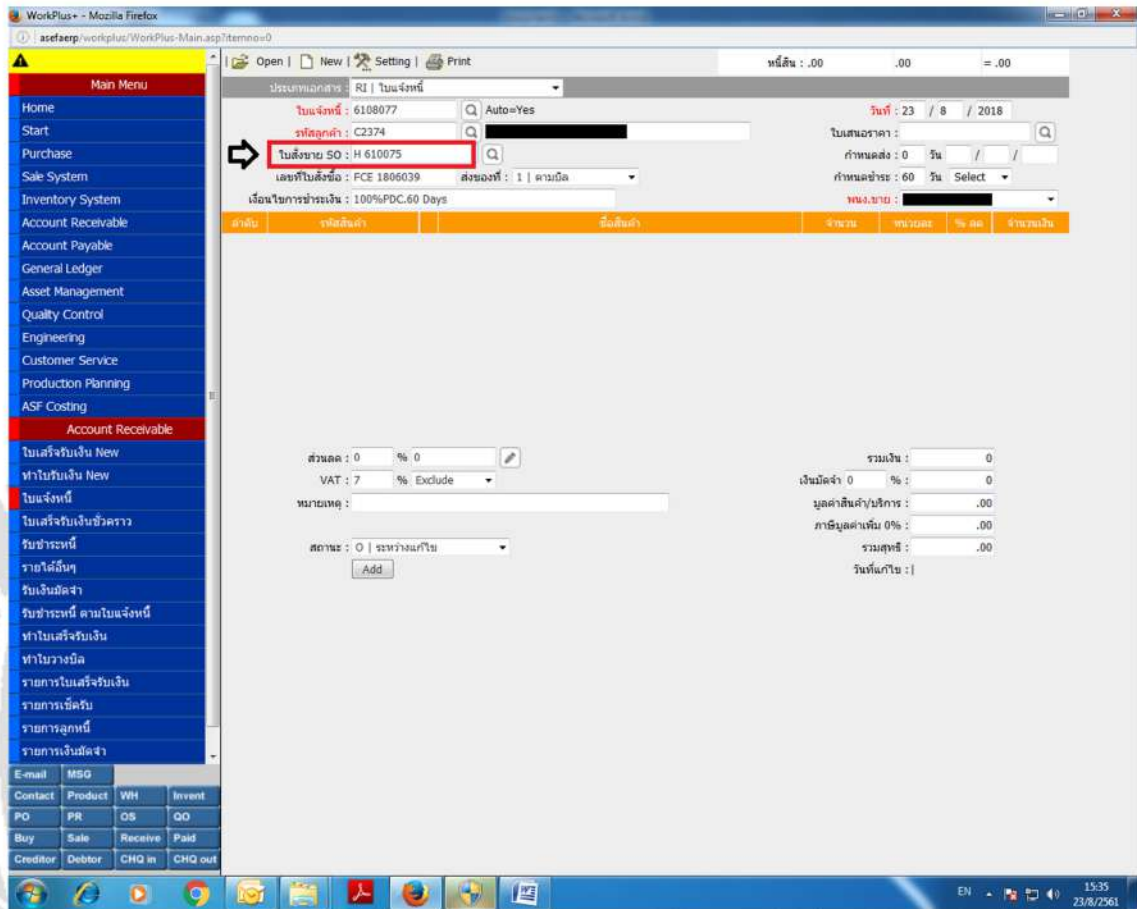 WorkPlus+ - Mozilla Firefox
asefaerp/workplus/WorkPlus-Main.asp?itemno=0
Open | New | Setting | Print
หนี้สิน : .00 .00 = .00
Main Menu
Home
Start
Purchase
Sale System
Inventory System
Account Receivable
Account Payable
General Ledger
Asset Management
Quality Control
Engineering
Customer Service
Production Planning
ASF Costing
Account Receivable
ใบเสร็จรับเงิน New
ทำใบรับเงิน New
ใบแจ้งหนี้
ใบเสร็จรับเงินชั่วคราว
รับชำระหนี้
รายได้อื่นๆ
รับเงินมัดจำ
รับชำระหนี้ ตามใบแจ้งหนี้
ทำใบเสร็จรับเงิน
ทำใบวางบิล
รายการใบเสร็จรับเงิน
รายการเช็ครับ
รายการลูกหนี้
รายการเงินมัดจำ
E-mail MSG
Contact Product WH Invent
PO PR OS QO
Buy Sale Receive Paid
Creditor Debtor CHQ in CHQ out
ประเภทเอกสาร : RI | ใบแจ้งหนี้
ใบแจ้งหนี้ : 6108077 Auto=Yes วันที่ : 23 / 8 / 2018
รหัสลูกค้า : C2374 ใบเสนอราคา :
ใบสั่งขาย SO : H 610075 กำหนดส่ง : 0 วัน / /
เลขที่ใบสั่งซื้อ : FCE 1806039 ส่งของที่ : 1 | ตามบิล กำหนดชำระ : 60 วัน Select
เงื่อนไขการชำระเงิน : 100%PDC.60 Days พนง.ขาย :
ลำดับ รหัสสินค้า ชื่อสินค้า จำนวน หน่วยละ % ลด จำนวนเงิน
ส่วนลด : 0 % 0 รวมเงิน : 0
VAT : 7 % Exclude เงินมัดจำ 0 % : 0
หมายเหตุ : มูลค่าสินค้า/บริการ : .00
ภาษีมูลค่าเพิ่ม 0% : .00
สถานะ : O | ระหว่างแก้ไข รวมสุทธิ : .00
Add วันที่แก้ไข : |
EN 15:35
23/8/2561